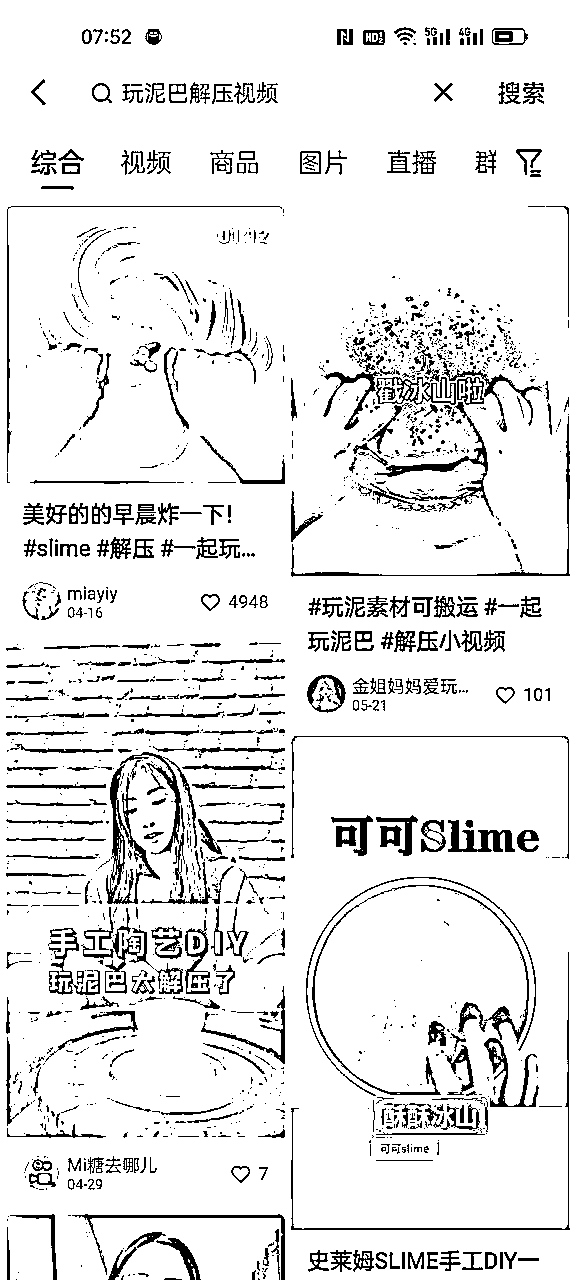 07:52
HD 5G 4G
玩泥巴解压视频
搜索
综合 视频 商品 图片 直播 群
美好的的早晨炸一下!
#slime #解压 #一起玩...
miayiy
04-16
4948
戳冰山啦
#玩泥素材可搬运 #一起
玩泥巴 #解压小视频
金姐妈妈爱玩...
05-21
101
手工陶艺DIY
玩泥巴太解压了
Mi糖去哪儿
04-29
7
可可Slime
酥酥冰山
可可slime
史莱姆SLIME手工DIY一